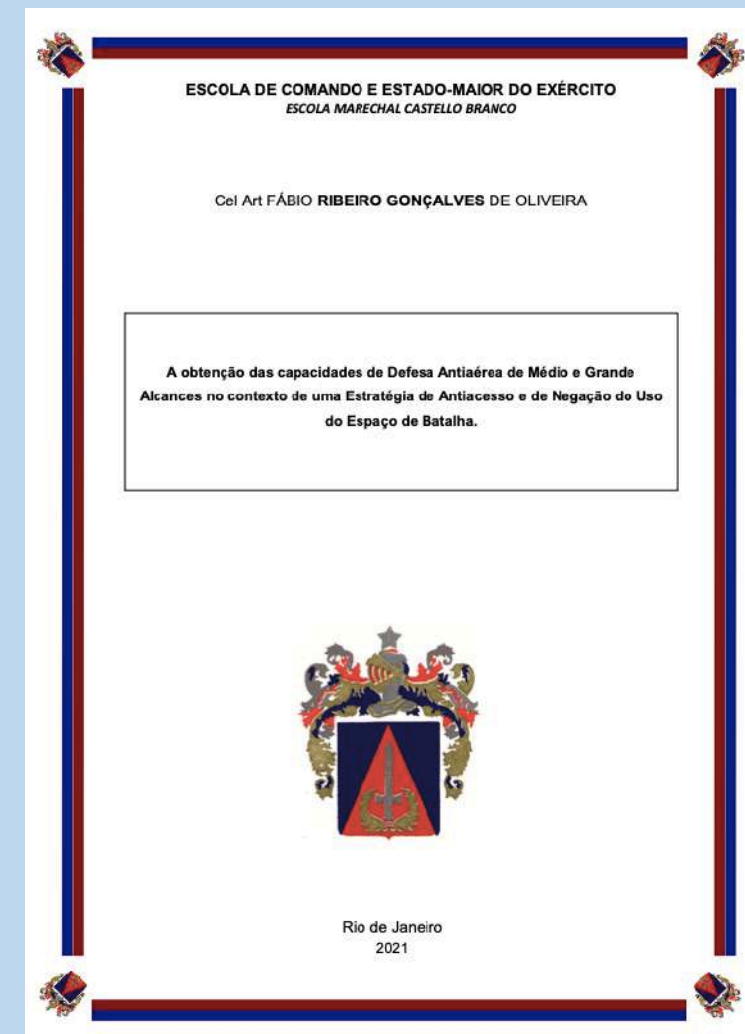 ESCOLA DE COMANDO E ESTADO-MAIOR DO EXÉRCITO
ESCOLA MARECHAL CASTELLO BRANCO
Cel Art FÁBIO RIBEIRO GONÇALVES DE OLIVEIRA
A obtenção das capacidades de Defesa Antiaérea de Médio e Grande
Alcances no contexto de uma Estratégia de Antiacesso e de Negação do Uso
do Espaço de Batalha.
Rio de Janeiro
2021